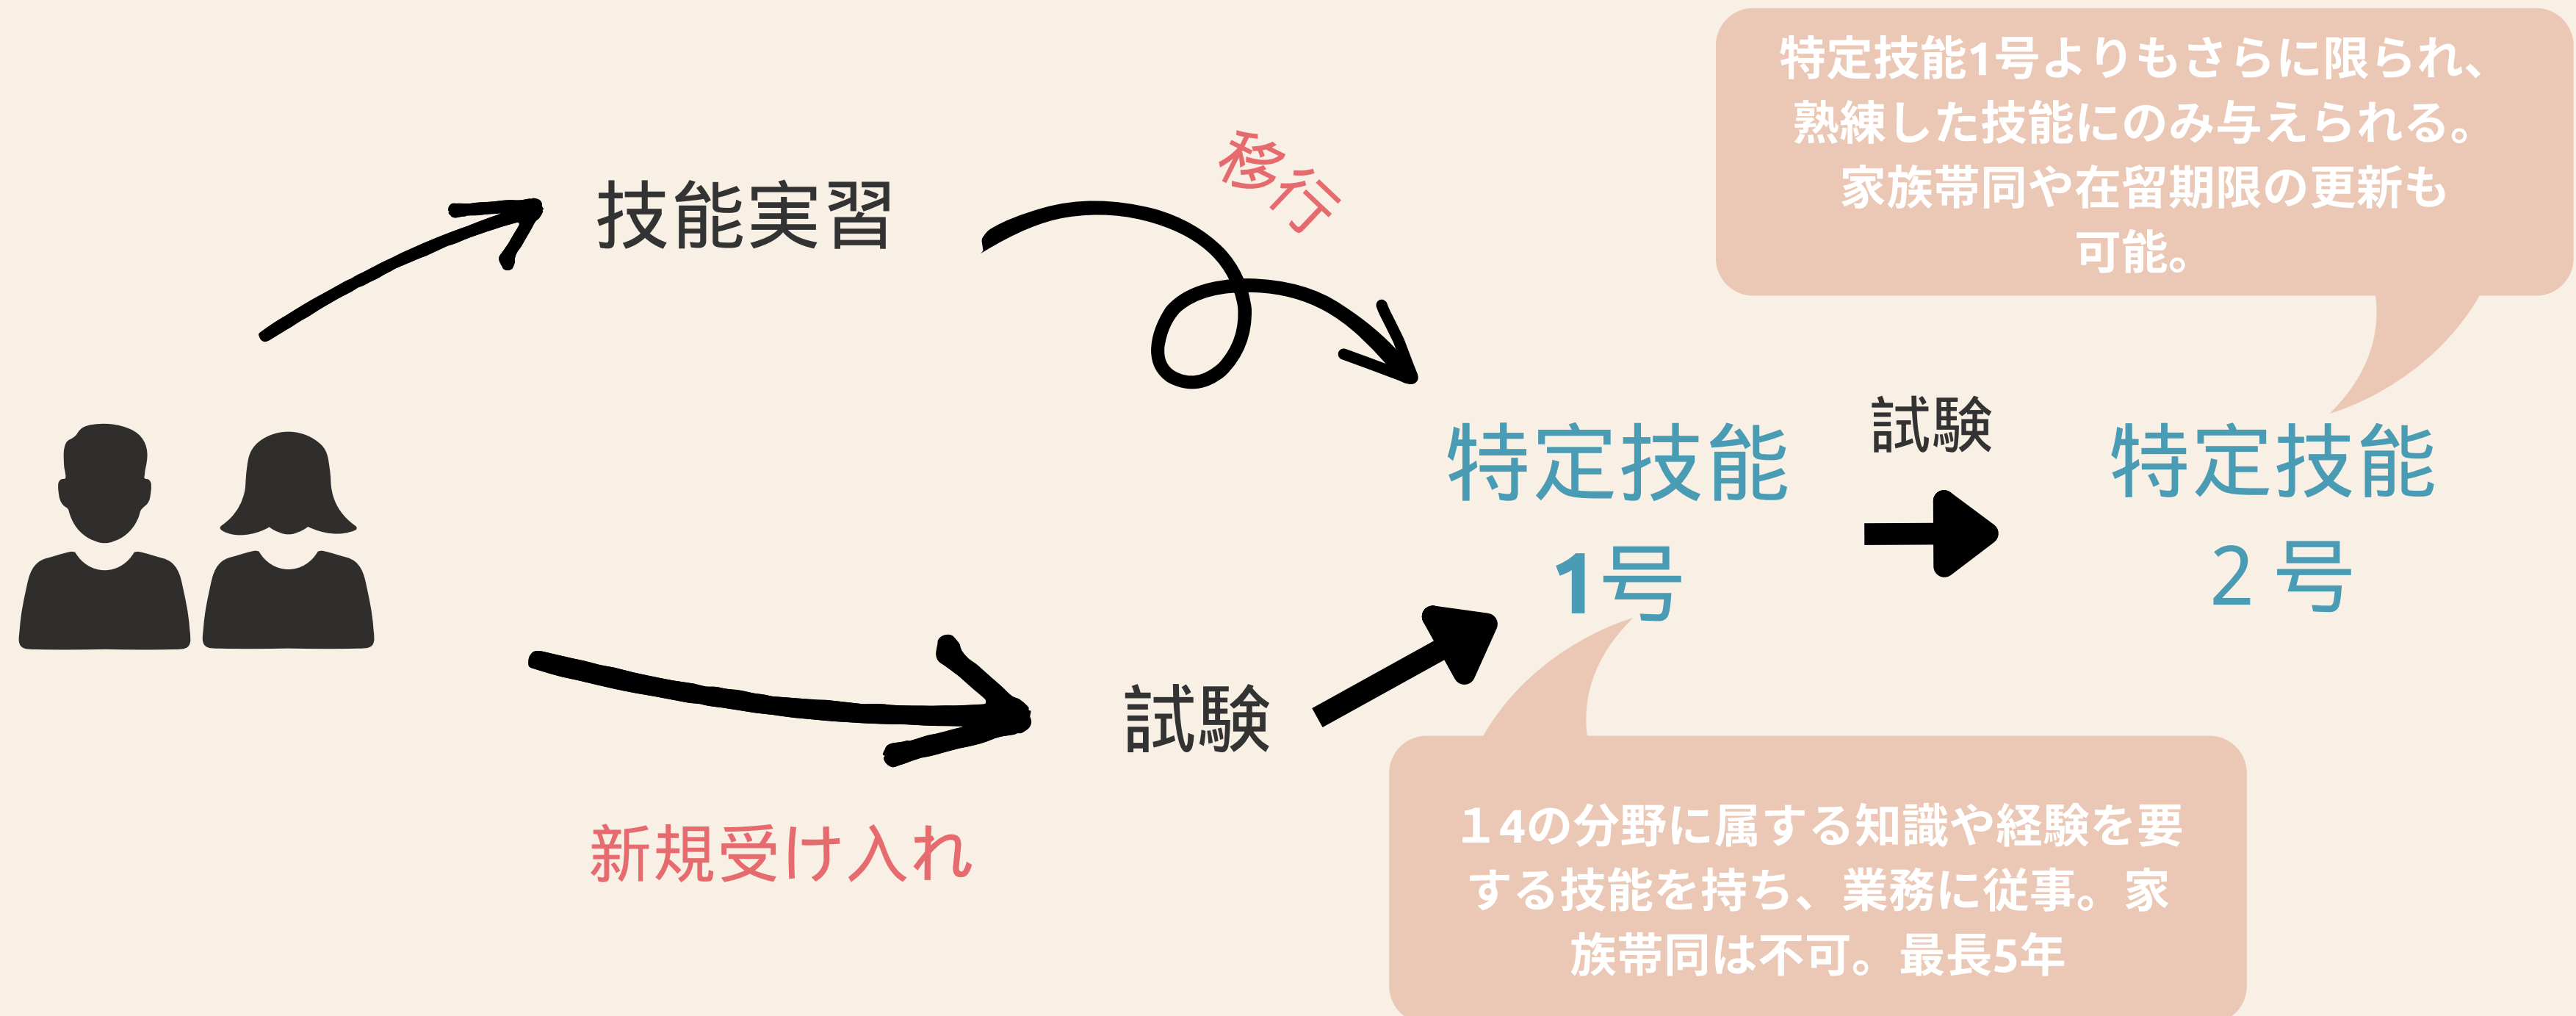 特定技能1号よりもさらに限られ、
熟練した技能にのみ与えられる。
家族帯同や在留期限の更新も
可能。
技能実習
移行
特定技能
1号
試験
特定技能
2 号
試験
新規受け入れ
14の分野に属する知識や経験を要
する技能を持ち、業務に従事。家
族帯同は不可。最長5年